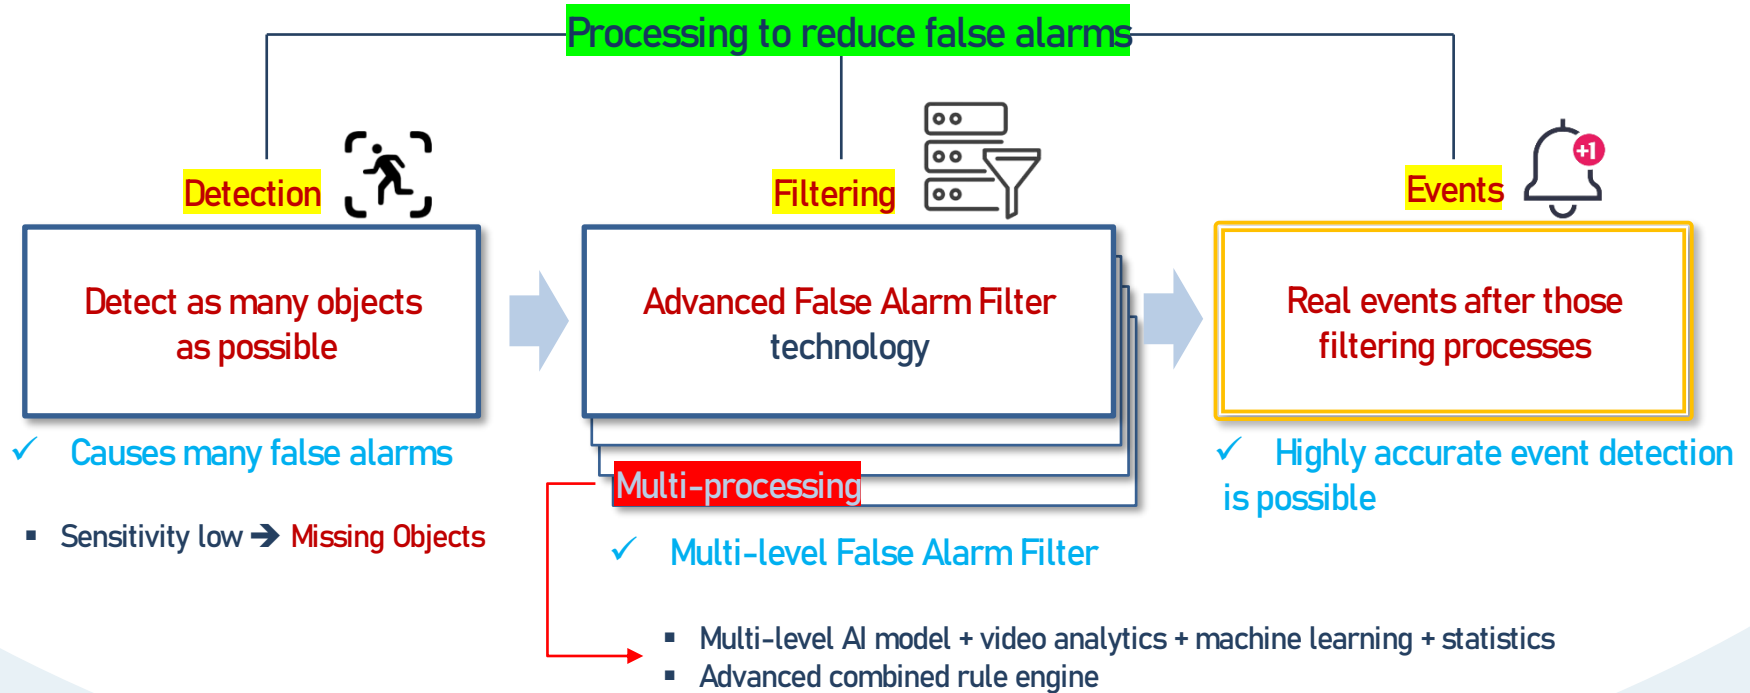 Processing to reduce false alarms
Detection
Filtering
Events
+1
Detect as many objects
as possible
Advanced False Alarm Filter
technology
Real events after those
filtering processes
✓ Causes many false alarms
▪ Sensitivity low ➔ Missing Objects
Multi-processing
✓ Multi-level False Alarm Filter
▪ Multi-level AI model + video analytics + machine learning + statistics
▪ Advanced combined rule engine
✓ Highly accurate event detection
is possible